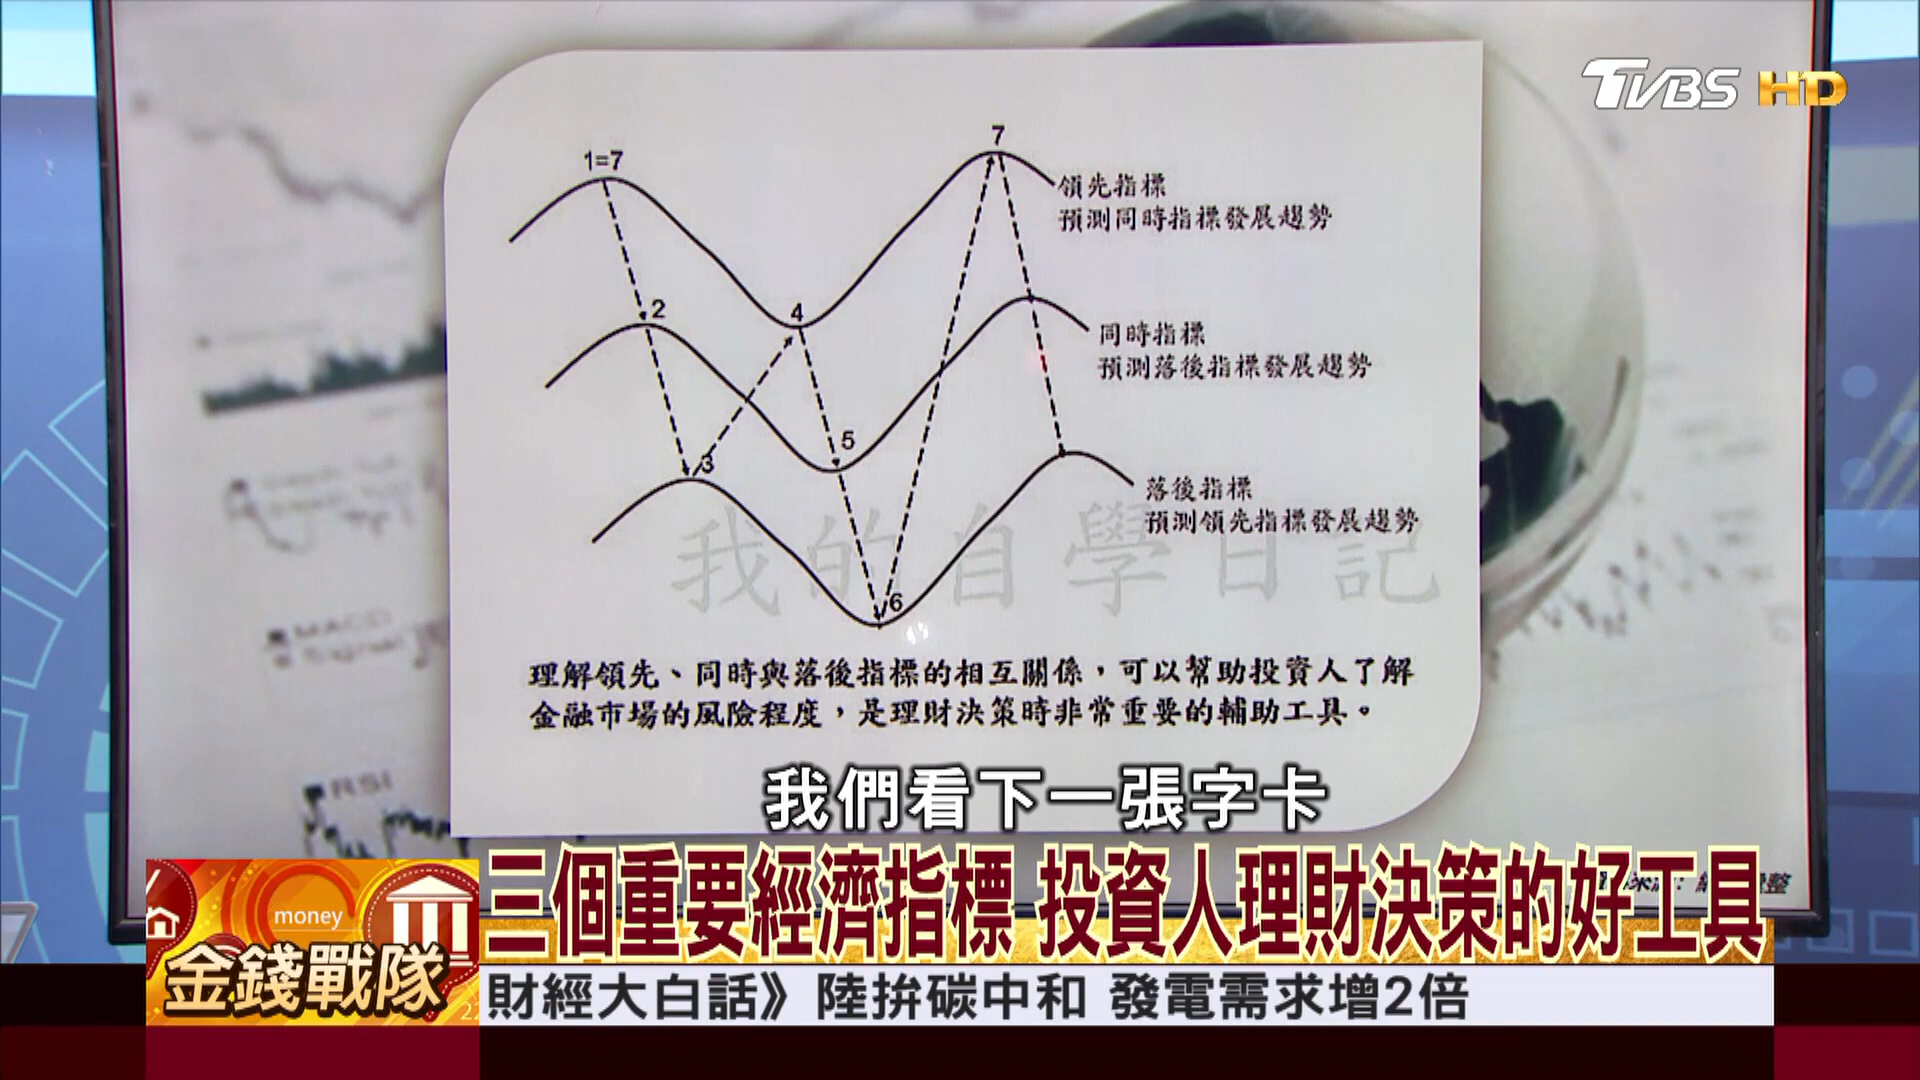 TVBS HD
7
1=7
領先指標
預測同時指標發展趨勢
2
4
同時指標
預測落後指標發展趨勢
5
3
落後指標
預測領先指標發展趨勢
我的自學日記
6
理解領先、同時與落後指標的相互關係，可以幫助投資人了解
金融市場的風險程度，是理財決策時非常重要的輔助工具。
MACD
Signal
RSI
我們看下一張字卡
三個重要經濟指標 投資人理財決策的好工具
money
金錢戰隊
財經大白話》陸拚碳中和 發電需求增2倍